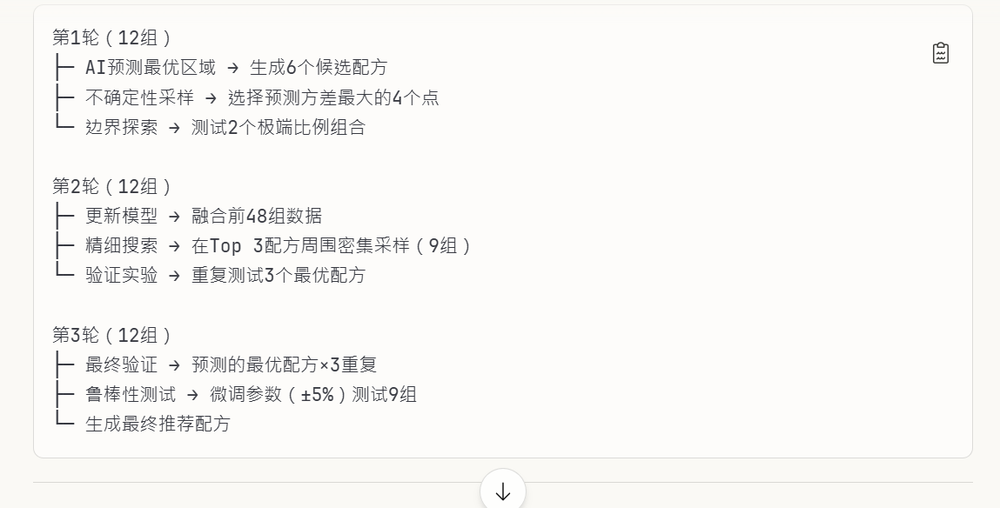 第1轮（12组）
├─ AI预测最优区域 → 生成6个候选配方
├─ 不确定性采样 → 选择预测方差最大的4个点
└─ 边界探索 → 测试2个极端比例组合
第2轮（12组）
├─ 更新模型 → 融合前48组数据
├─ 精细搜索 → 在Top 3配方周围密集采样（9组）
└─ 验证实验 → 重复测试3个最优配方
第3轮（12组）
├─ 最终验证 → 预测的最优配方×3重复
├─ 鲁棒性测试 → 微调参数（±5%）测试9组
└─ 生成最终推荐配方